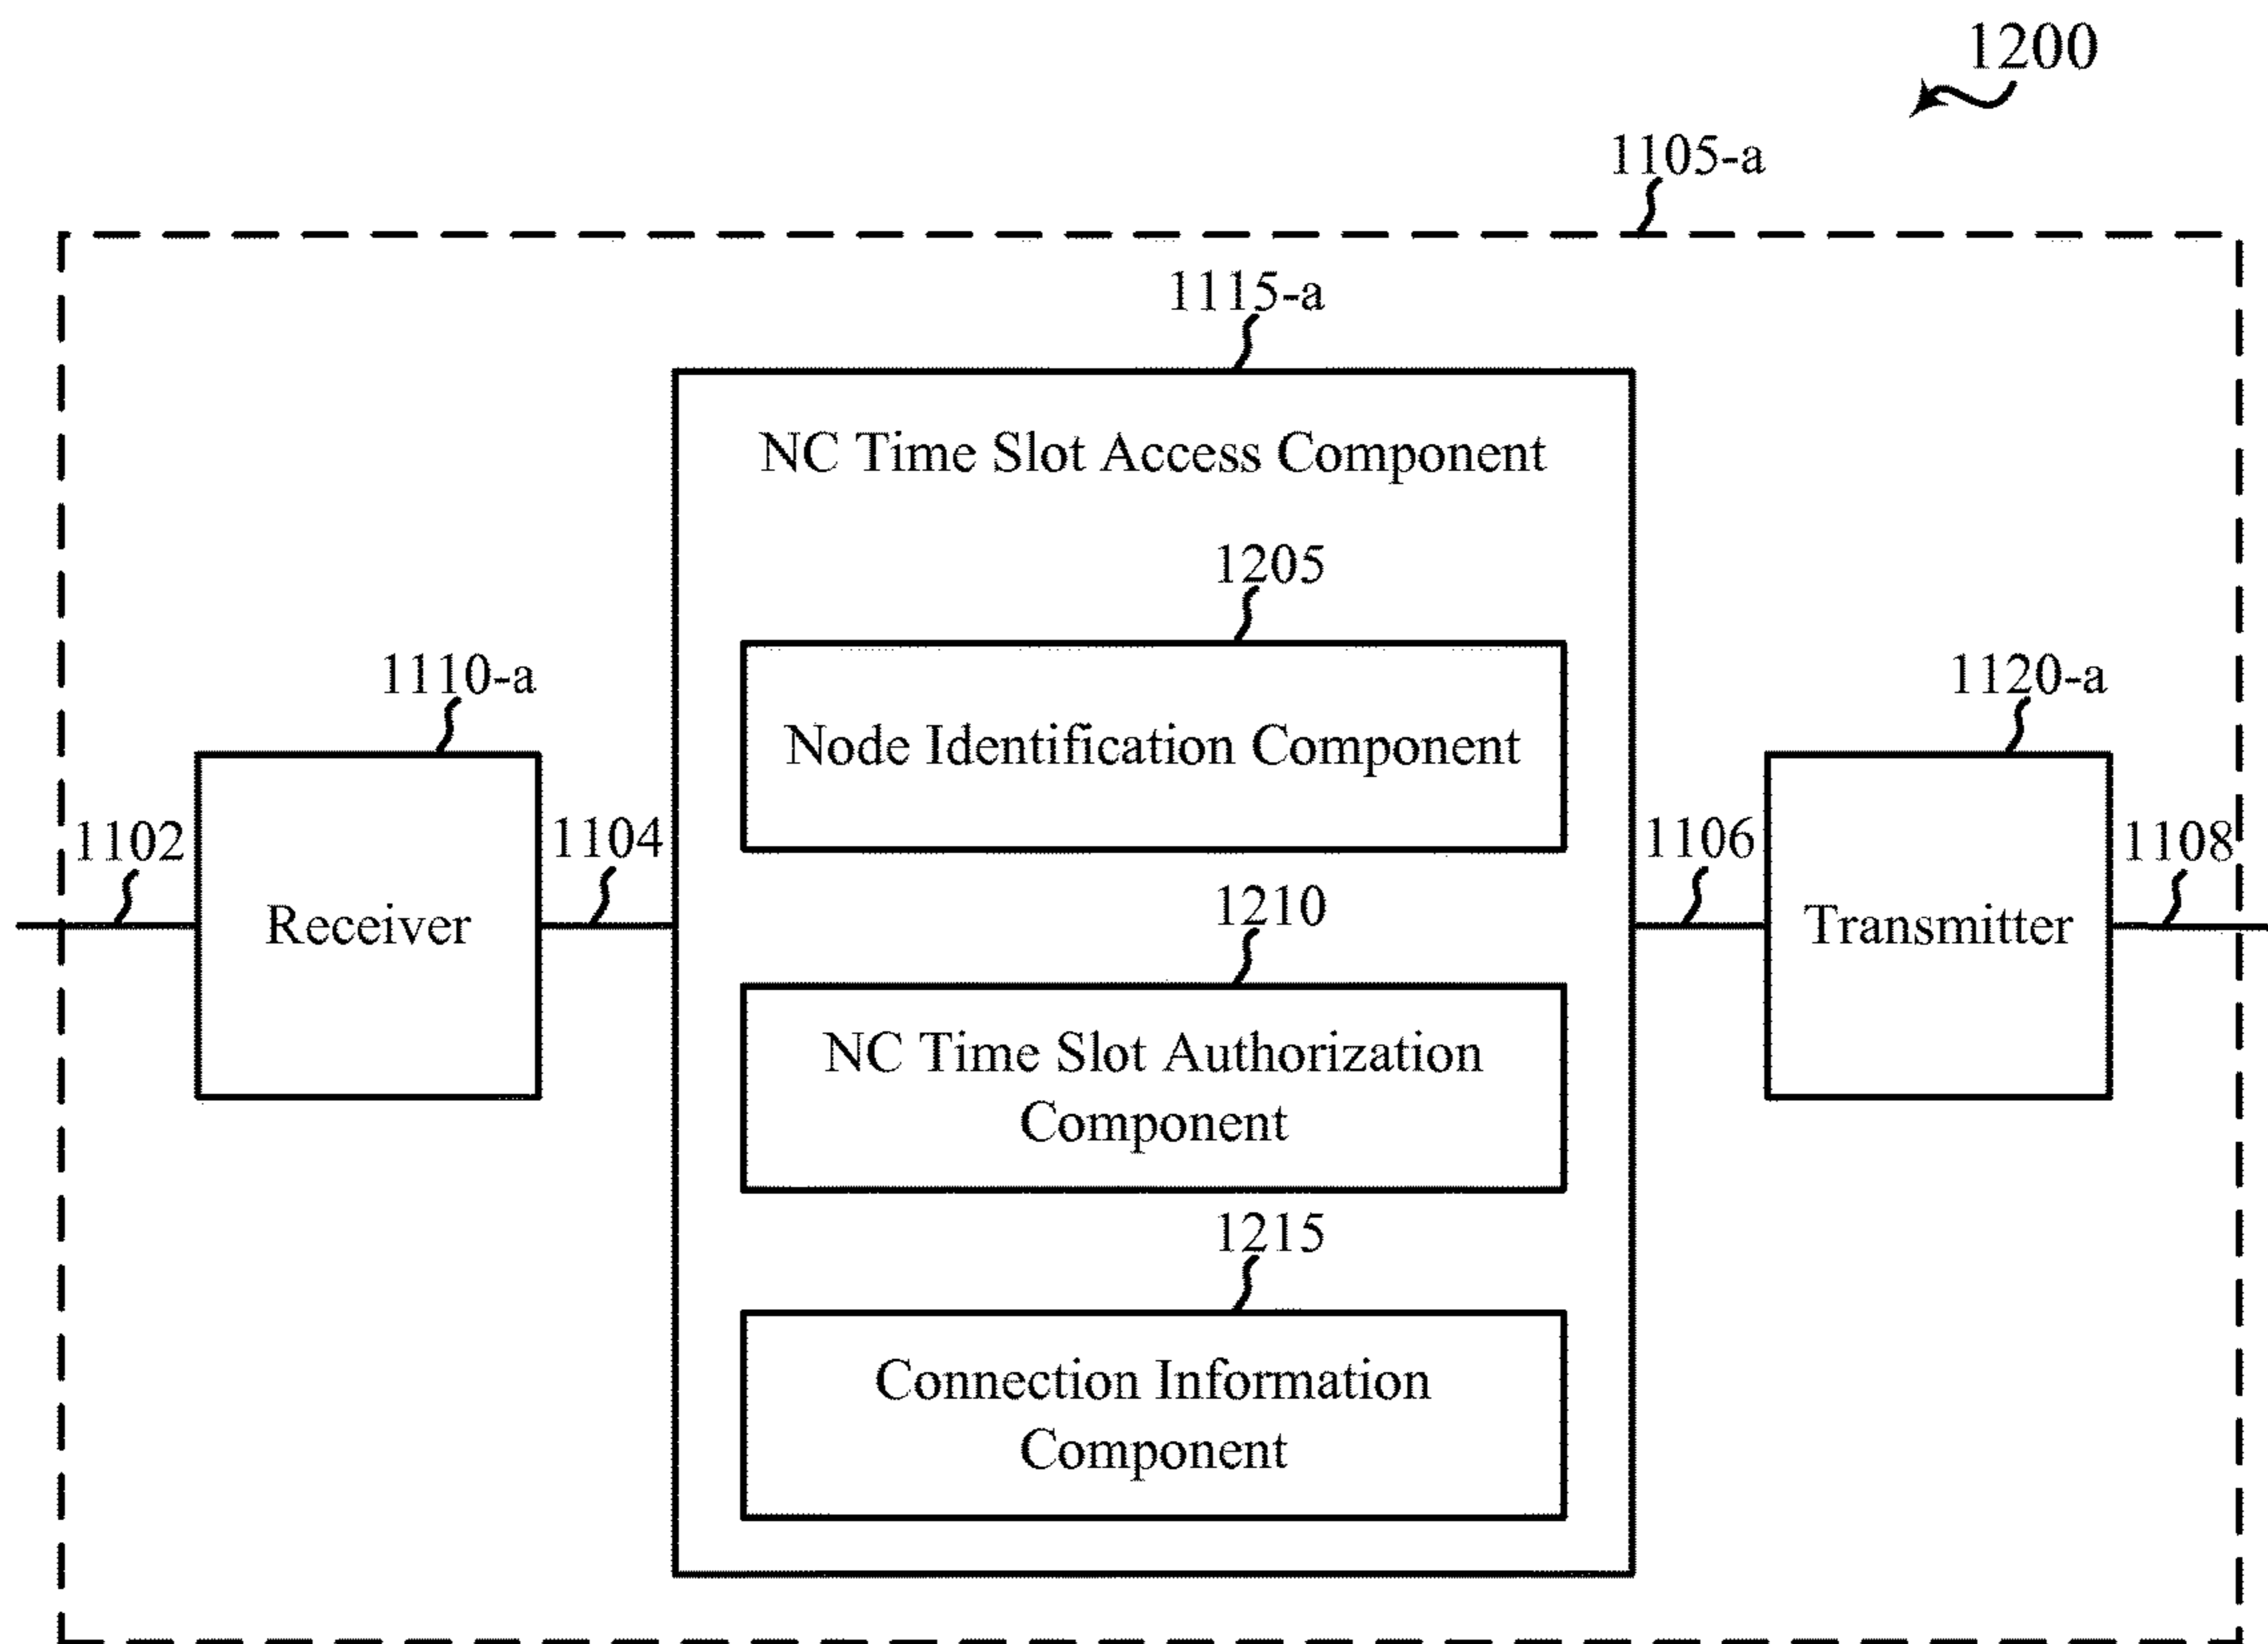 1200
1105-a
1115-a
NC Time Slot Access Component
1205
Node Identification Component
1110-a
Receiver
1102
1104
1210
NC Time Slot Authorization
Component
1215
Connection Information
Component
1120-a
Transmitter
1106
1108